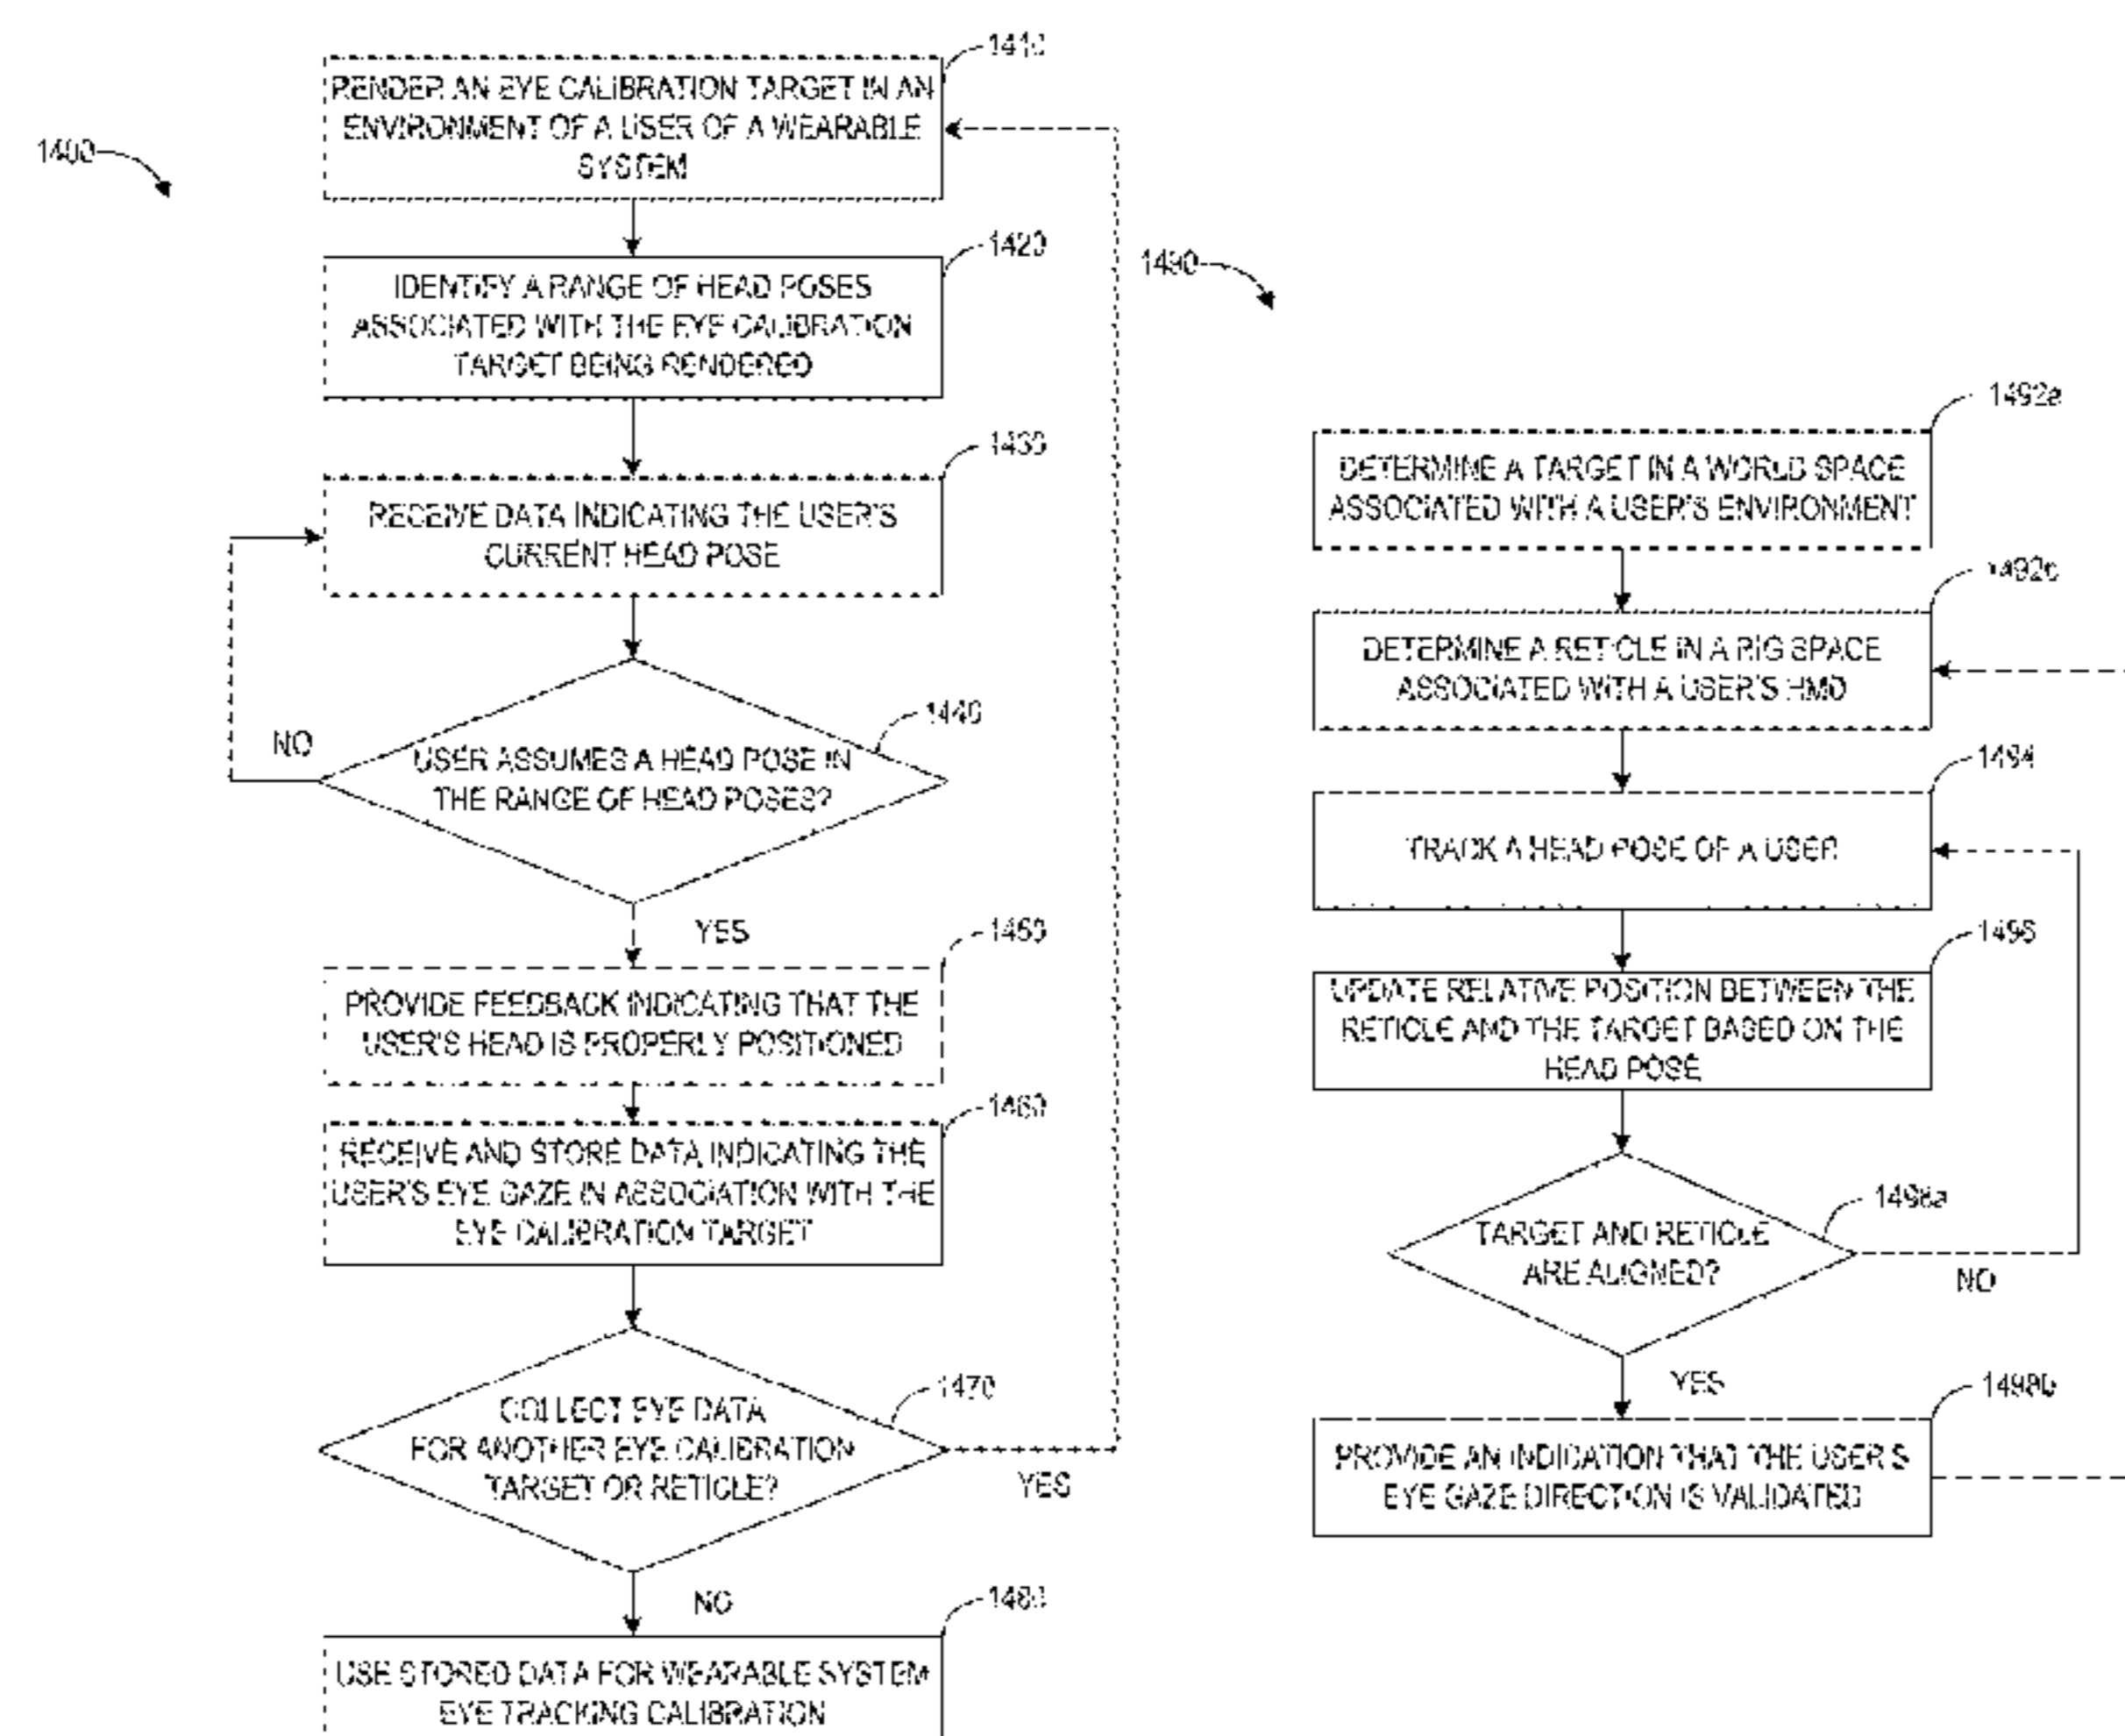 1400
1410
RENDER AN EYE CALIBRATION TARGET IN AN
ENVIRONMENT OF A USER OF A WEARABLE
SYSTEM
1420
IDENTIFY A RANGE OF HEAD POSES
ASSOCIATED WITH THE EYE CALIBRATION
TARGET BEING RENDERED
1430
RECEIVE DATA INDICATING THE USER'S
CURRENT HEAD POSE
1440
USER ASSUMES A HEAD POSE IN
THE RANGE OF HEAD POSES?
NO
YES
1450
PROVIDE FEEDBACK INDICATING THAT THE
USER'S HEAD IS PROPERLY POSITIONED
1460
RECEIVE AND STORE DATA INDICATING THE
USER'S EYE GAZE IN ASSOCIATION WITH THE
EYE CALIBRATION TARGET
1470
COLLECT EYE DATA
FOR ANOTHER EYE CALIBRATION
TARGET OR RETICLE?
YES
NO
1480
USE STORED DATA FOR WEARABLE SYSTEM
EYE TRACKING CALIBRATION
1490
1492a
DETERMINE A TARGET IN A WORLD SPACE
ASSOCIATED WITH A USER'S ENVIRONMENT
1492c
DETERMINE A RETICLE IN A RIG SPACE
ASSOCIATED WITH A USER'S HMD
1494
TRACK A HEAD POSE OF A USER
1496
UPDATE RELATIVE POSITION BETWEEN THE
RETICLE AND THE TARGET BASED ON THE
HEAD POSE
1498a
TARGET AND RETICLE
ARE ALIGNED?
NO
YES
1498b
PROVIDE AN INDICATION THAT THE USER'S
EYE GAZE DIRECTION IS VALIDATED